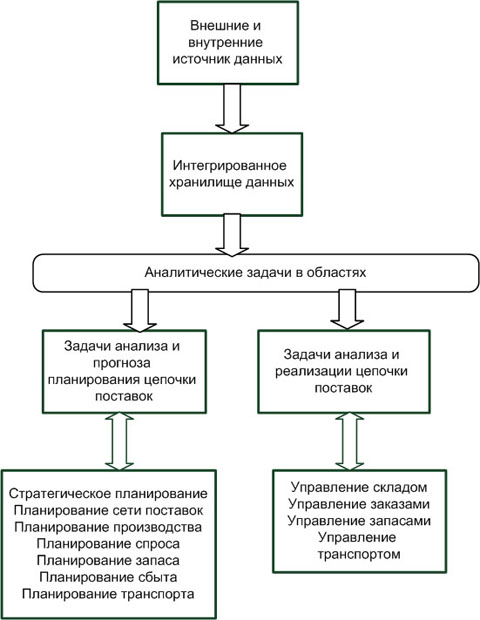 Внешние и
внутренние
источник данных
Интегрированное
хранилище данных
Аналитические задачи в областях
Задачи анализа и
прогноза
планирования цепочки
поставок
Задачи анализа и
реализации цепочки
поставок
Стратегическое планирование
Планирование сети поставок
Планирование производства
Планирование спроса
Планирование запаса
Планирование сбыта
Планирование транспорта
Управление складом
Управление заказами
Управление запасами
Управление
транспортом